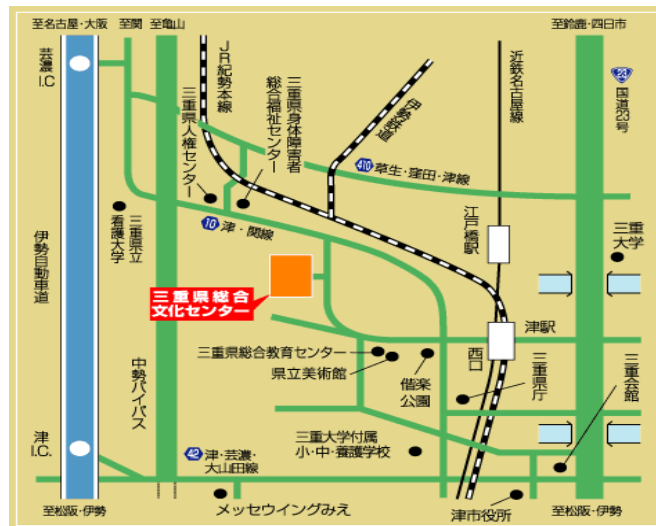 至名古屋・大阪
至関
至亀山
至鈴鹿・四日市
芸濃
I.C
JR紀勢本線
三重県人権センター
三重県身体障害者
総合福祉センター
伊勢鉄道
近鉄名古屋線
23
国道23号
410
草生・窪田・津線
三重県立
看護大学
10
津・関線
江戸橋駅
三重
大学
伊勢自動車道
三重県総合
文化センター
津駅
西口
三重県総合教育センター
県立美術館
偕楽
公園
三重県庁
三重会館
中勢バイパス
津
I.C.
42
津・芸濃・
大山田線
三重大学付属
小・中・養護学校
メッセウイングみえ
津市役所
至松阪・伊勢
至松阪・伊勢